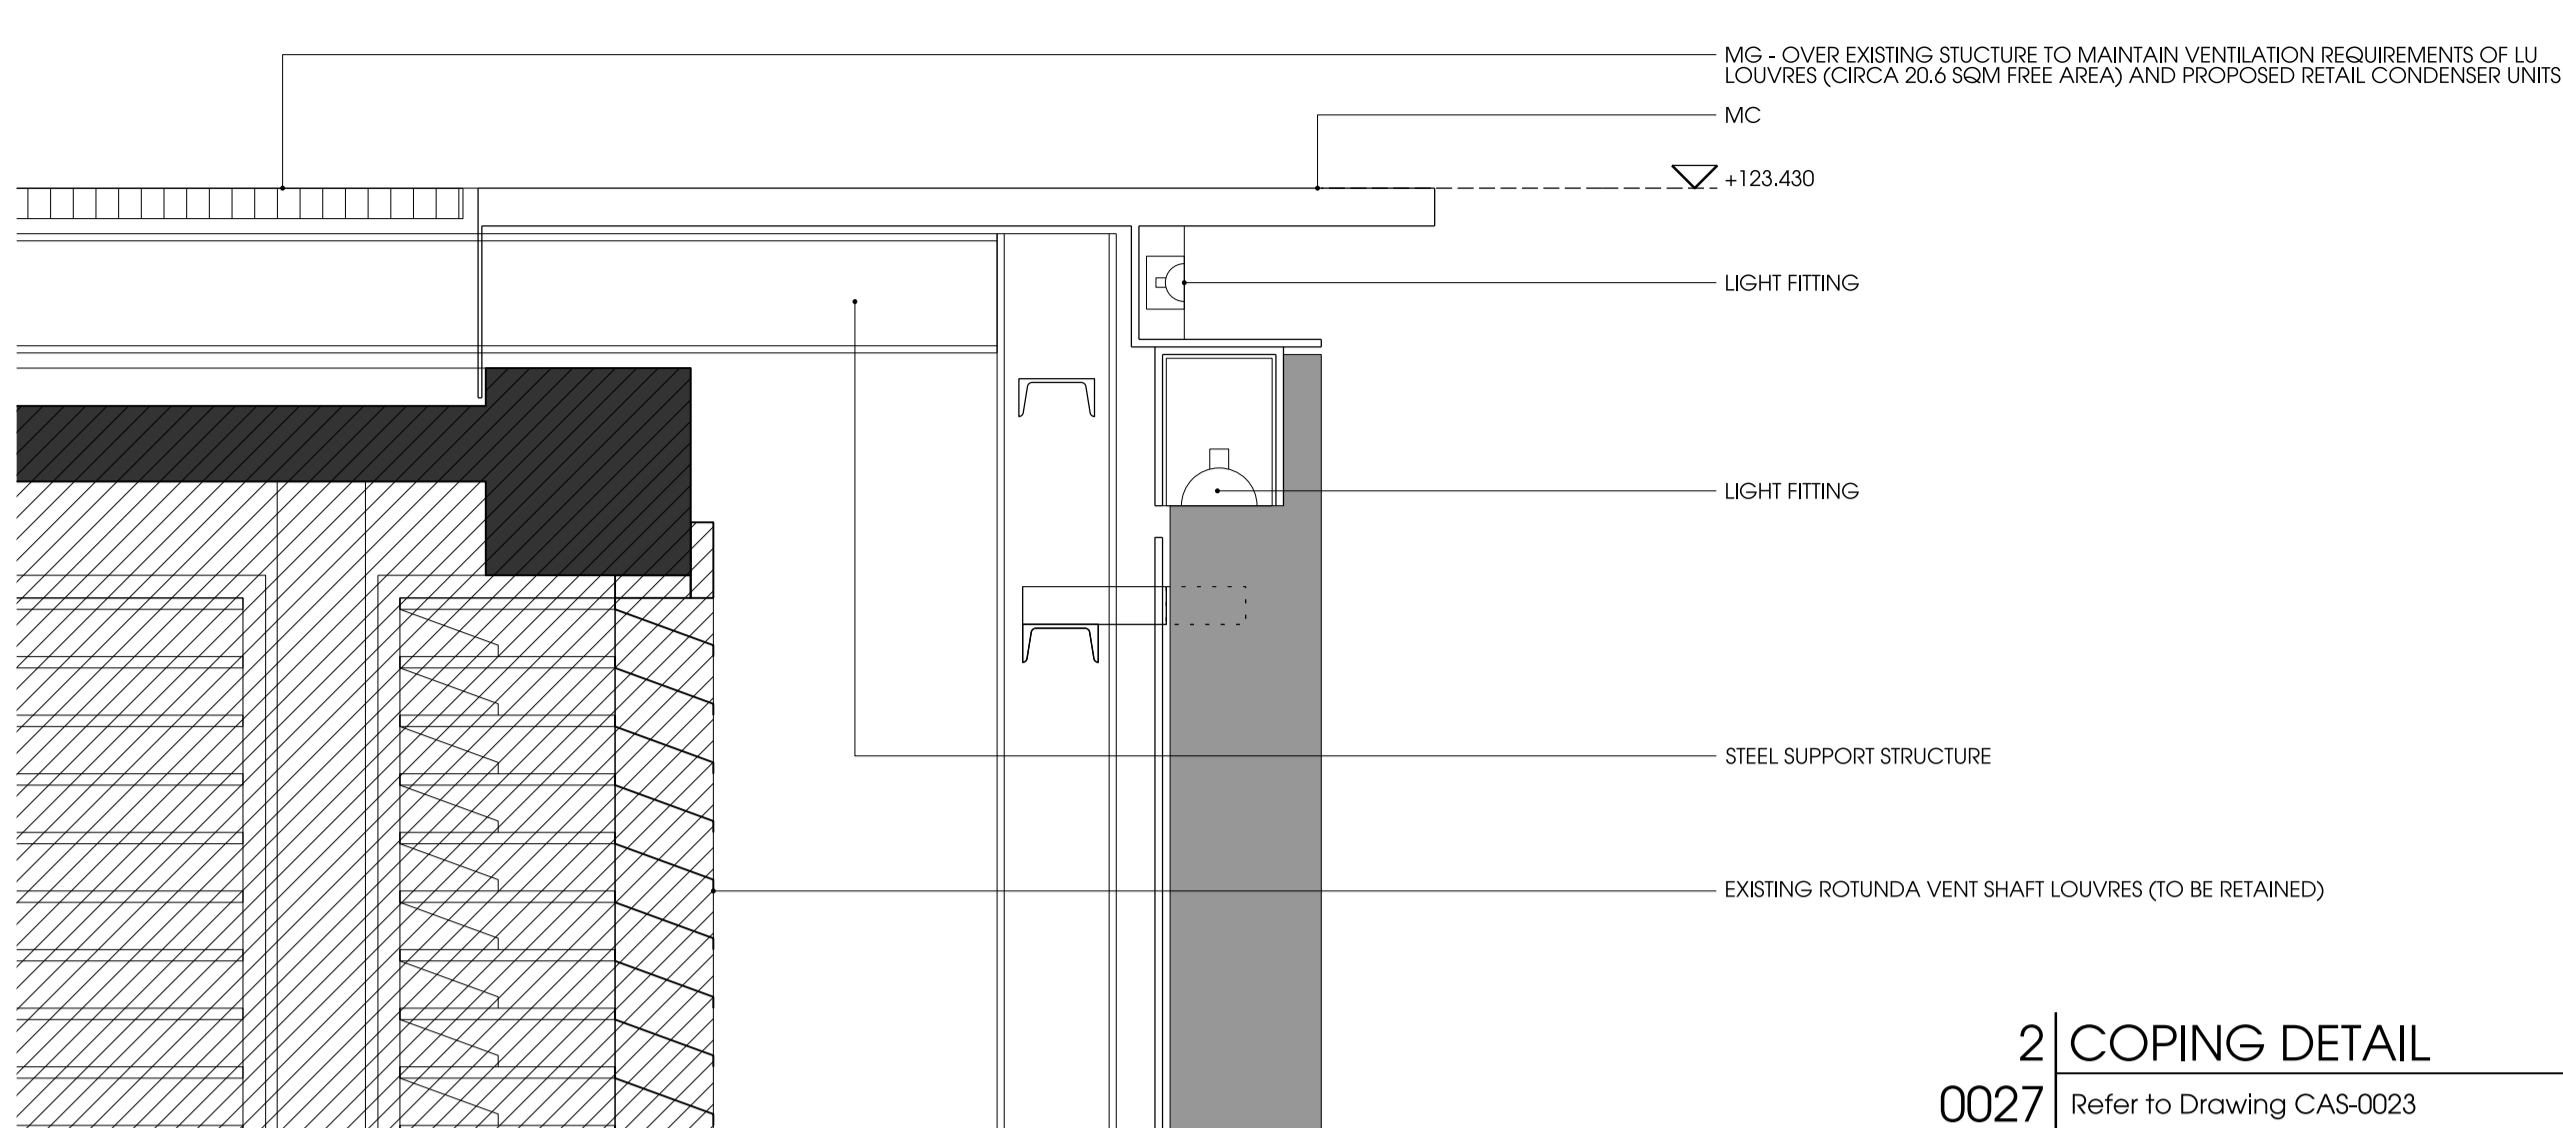 MG - OVER EXISTING STUCTURE TO MAINTAIN VENTILATION REQUIREMENTS OF LU
LOUVRES (CIRCA 20.6 SQM FREE AREA) AND PROPOSED RETAIL CONDENSER UNITS
MC
+123.430
LIGHT FITTING
LIGHT FITTING
STEEL SUPPORT STRUCTURE
EXISTING ROTUNDA VENT SHAFT LOUVRES (TO BE RETAINED)
2 COPING DETAIL
0027 Refer to Drawing CAS-0023